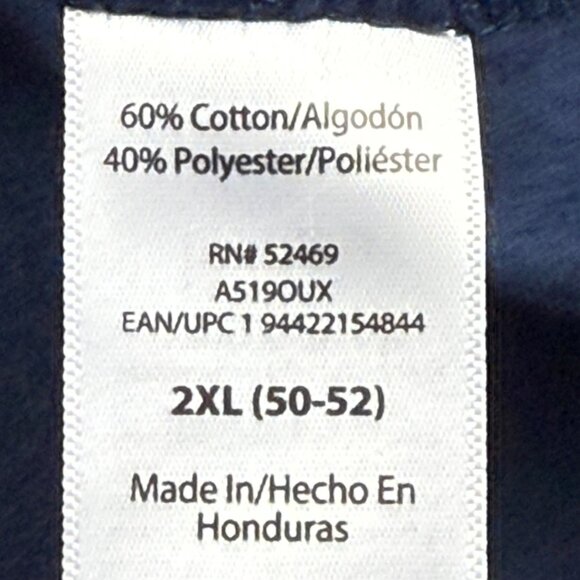 60% Cotton/Algodón
40% Polyester/Poliéster
RN# 52469
A519OUX
EAN/UPC 1 94422154844
2XL (50-52)
Made In/Hecho En
Honduras